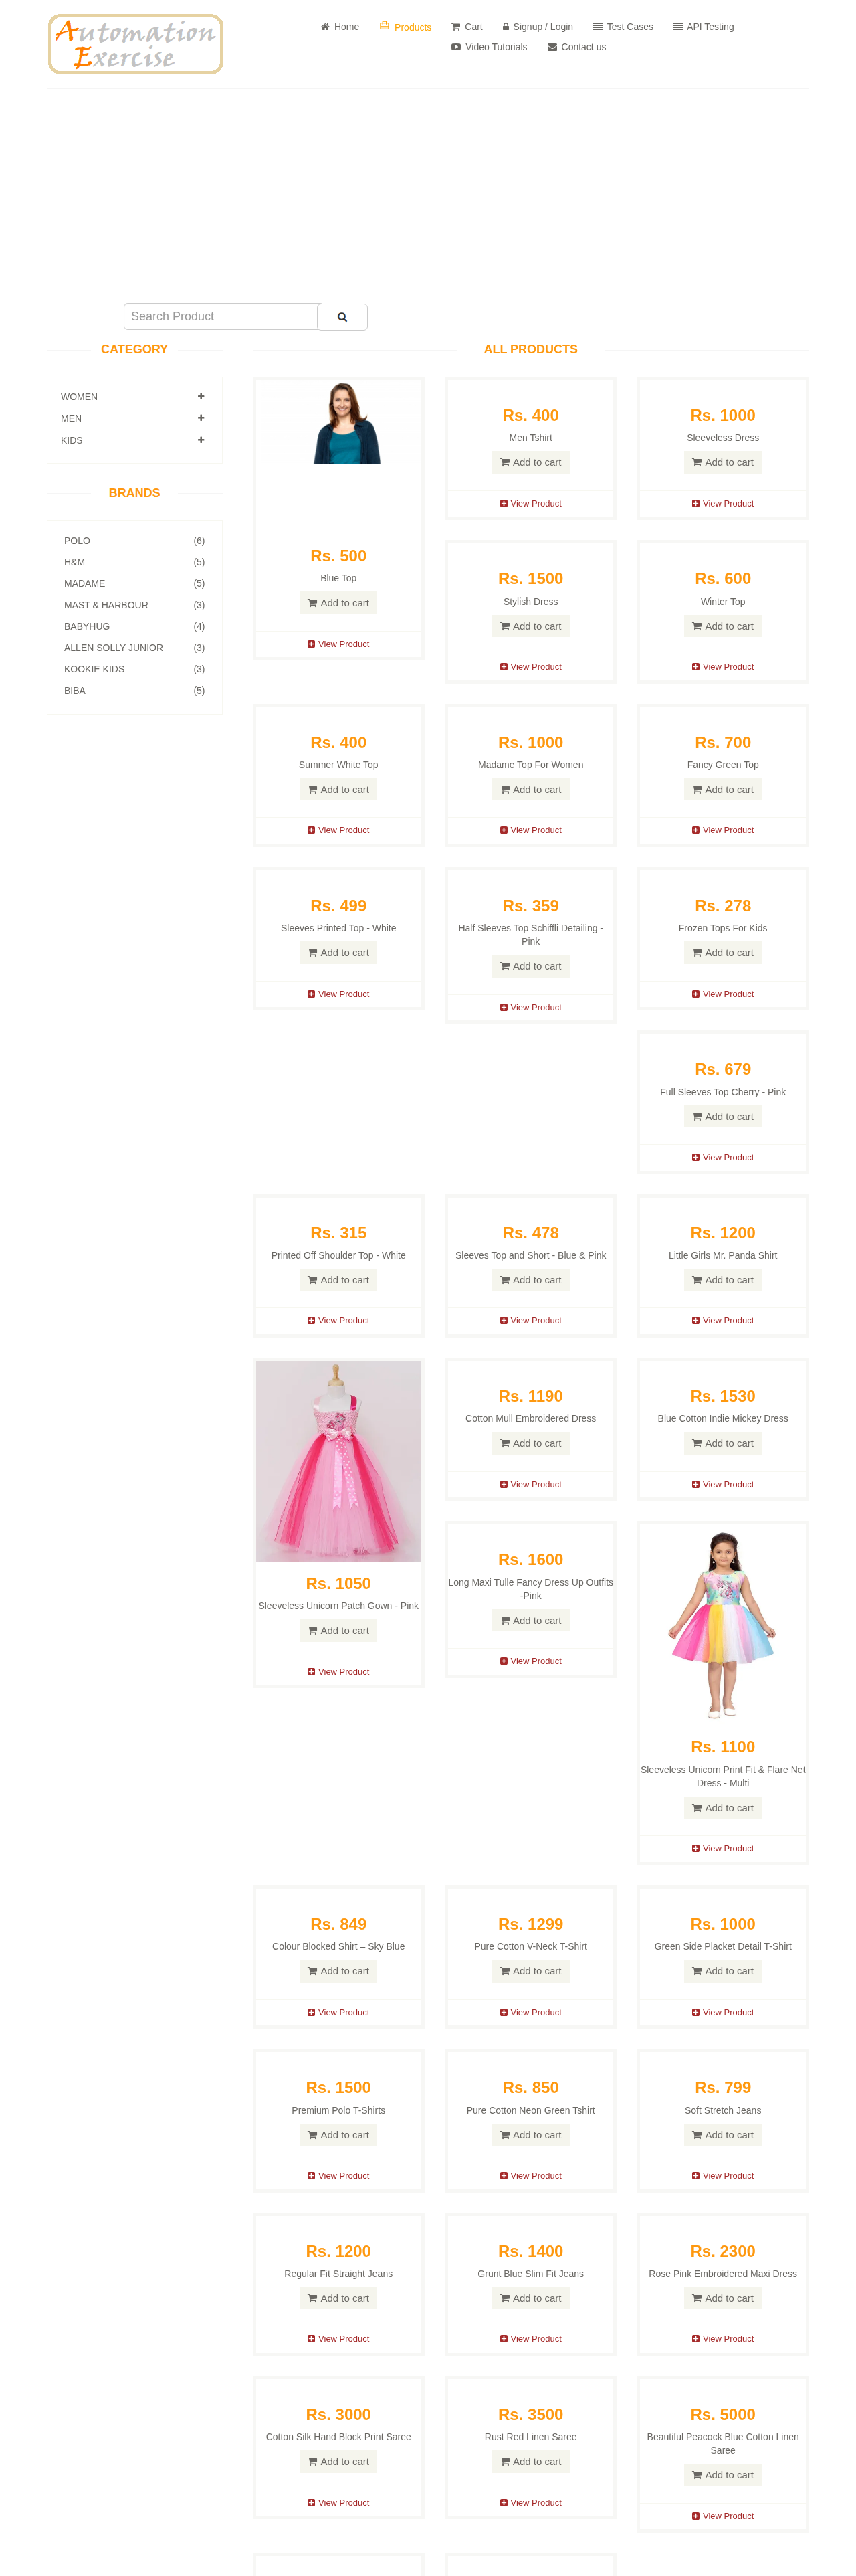 Automation
Exercise
Home
Products
Cart
Signup / Login
Test Cases
API Testing
Video Tutorials
Contact us
Search Product
CATEGORY
WOMEN
MEN
KIDS
BRANDS
POLO (6)
H&M (5)
MADAME (5)
MAST & HARBOUR (3)
BABYHUG (4)
ALLEN SOLLY JUNIOR (3)
KOOKIE KIDS (3)
BIBA (5)
ALL PRODUCTS
Rs. 500
Blue Top
Add to cart
View Product
Rs. 400
Men Tshirt
Add to cart
View Product
Rs. 1000
Sleeveless Dress
Add to cart
View Product
Rs. 1500
Stylish Dress
Add to cart
View Product
Rs. 600
Winter Top
Add to cart
View Product
Rs. 400
Summer White Top
Add to cart
View Product
Rs. 1000
Madame Top For Women
Add to cart
View Product
Rs. 700
Fancy Green Top
Add to cart
View Product
Rs. 499
Sleeves Printed Top - White
Add to cart
View Product
Rs. 359
Half Sleeves Top Schiffli Detailing -
Pink
Add to cart
View Product
Rs. 278
Frozen Tops For Kids
Add to cart
View Product
Rs. 679
Full Sleeves Top Cherry - Pink
Add to cart
View Product
Rs. 315
Printed Off Shoulder Top - White
Add to cart
View Product
Rs. 478
Sleeves Top and Short - Blue & Pink
Add to cart
View Product
Rs. 1200
Little Girls Mr. Panda Shirt
Add to cart
View Product
Rs. 1050
Sleeveless Unicorn Patch Gown - Pink
Add to cart
View Product
Rs. 1190
Cotton Mull Embroidered Dress
Add to cart
View Product
Rs. 1530
Blue Cotton Indie Mickey Dress
Add to cart
View Product
Rs. 1600
Long Maxi Tulle Fancy Dress Up Outfits
-Pink
Add to cart
View Product
Rs. 1100
Sleeveless Unicorn Print Fit & Flare Net
Dress - Multi
Add to cart
View Product
Rs. 849
Colour Blocked Shirt – Sky Blue
Add to cart
View Product
Rs. 1299
Pure Cotton V-Neck T-Shirt
Add to cart
View Product
Rs. 1000
Green Side Placket Detail T-Shirt
Add to cart
View Product
Rs. 1500
Premium Polo T-Shirts
Add to cart
View Product
Rs. 850
Pure Cotton Neon Green Tshirt
Add to cart
View Product
Rs. 799
Soft Stretch Jeans
Add to cart
View Product
Rs. 1200
Regular Fit Straight Jeans
Add to cart
View Product
Rs. 1400
Grunt Blue Slim Fit Jeans
Add to cart
View Product
Rs. 2300
Rose Pink Embroidered Maxi Dress
Add to cart
View Product
Rs. 3000
Cotton Silk Hand Block Print Saree
Add to cart
View Product
Rs. 3500
Rust Red Linen Saree
Add to cart
View Product
Rs. 5000
Beautiful Peacock Blue Cotton Linen
Saree
Add to cart
View Product